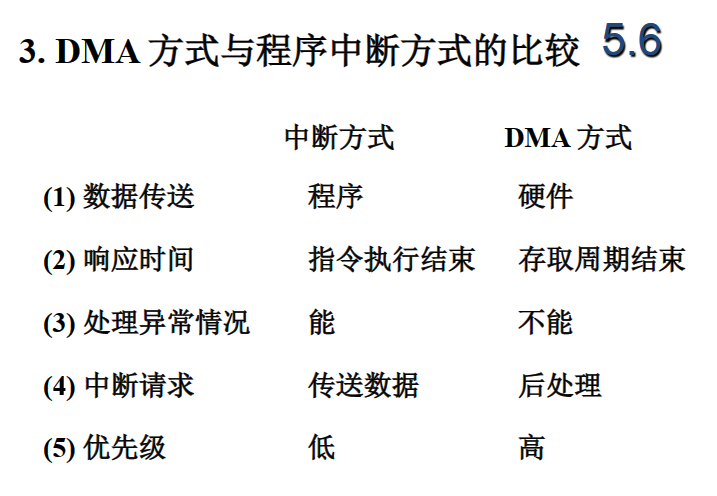 3. DMA 方式与程序中断方式的比较 5.6
中断方式 DMA 方式
(1) 数据传送 程序 硬件
(2) 响应时间 指令执行结束 存取周期结束
(3) 处理异常情况 能 不能
(4) 中断请求 传送数据 后处理
(5) 优先级 低 高